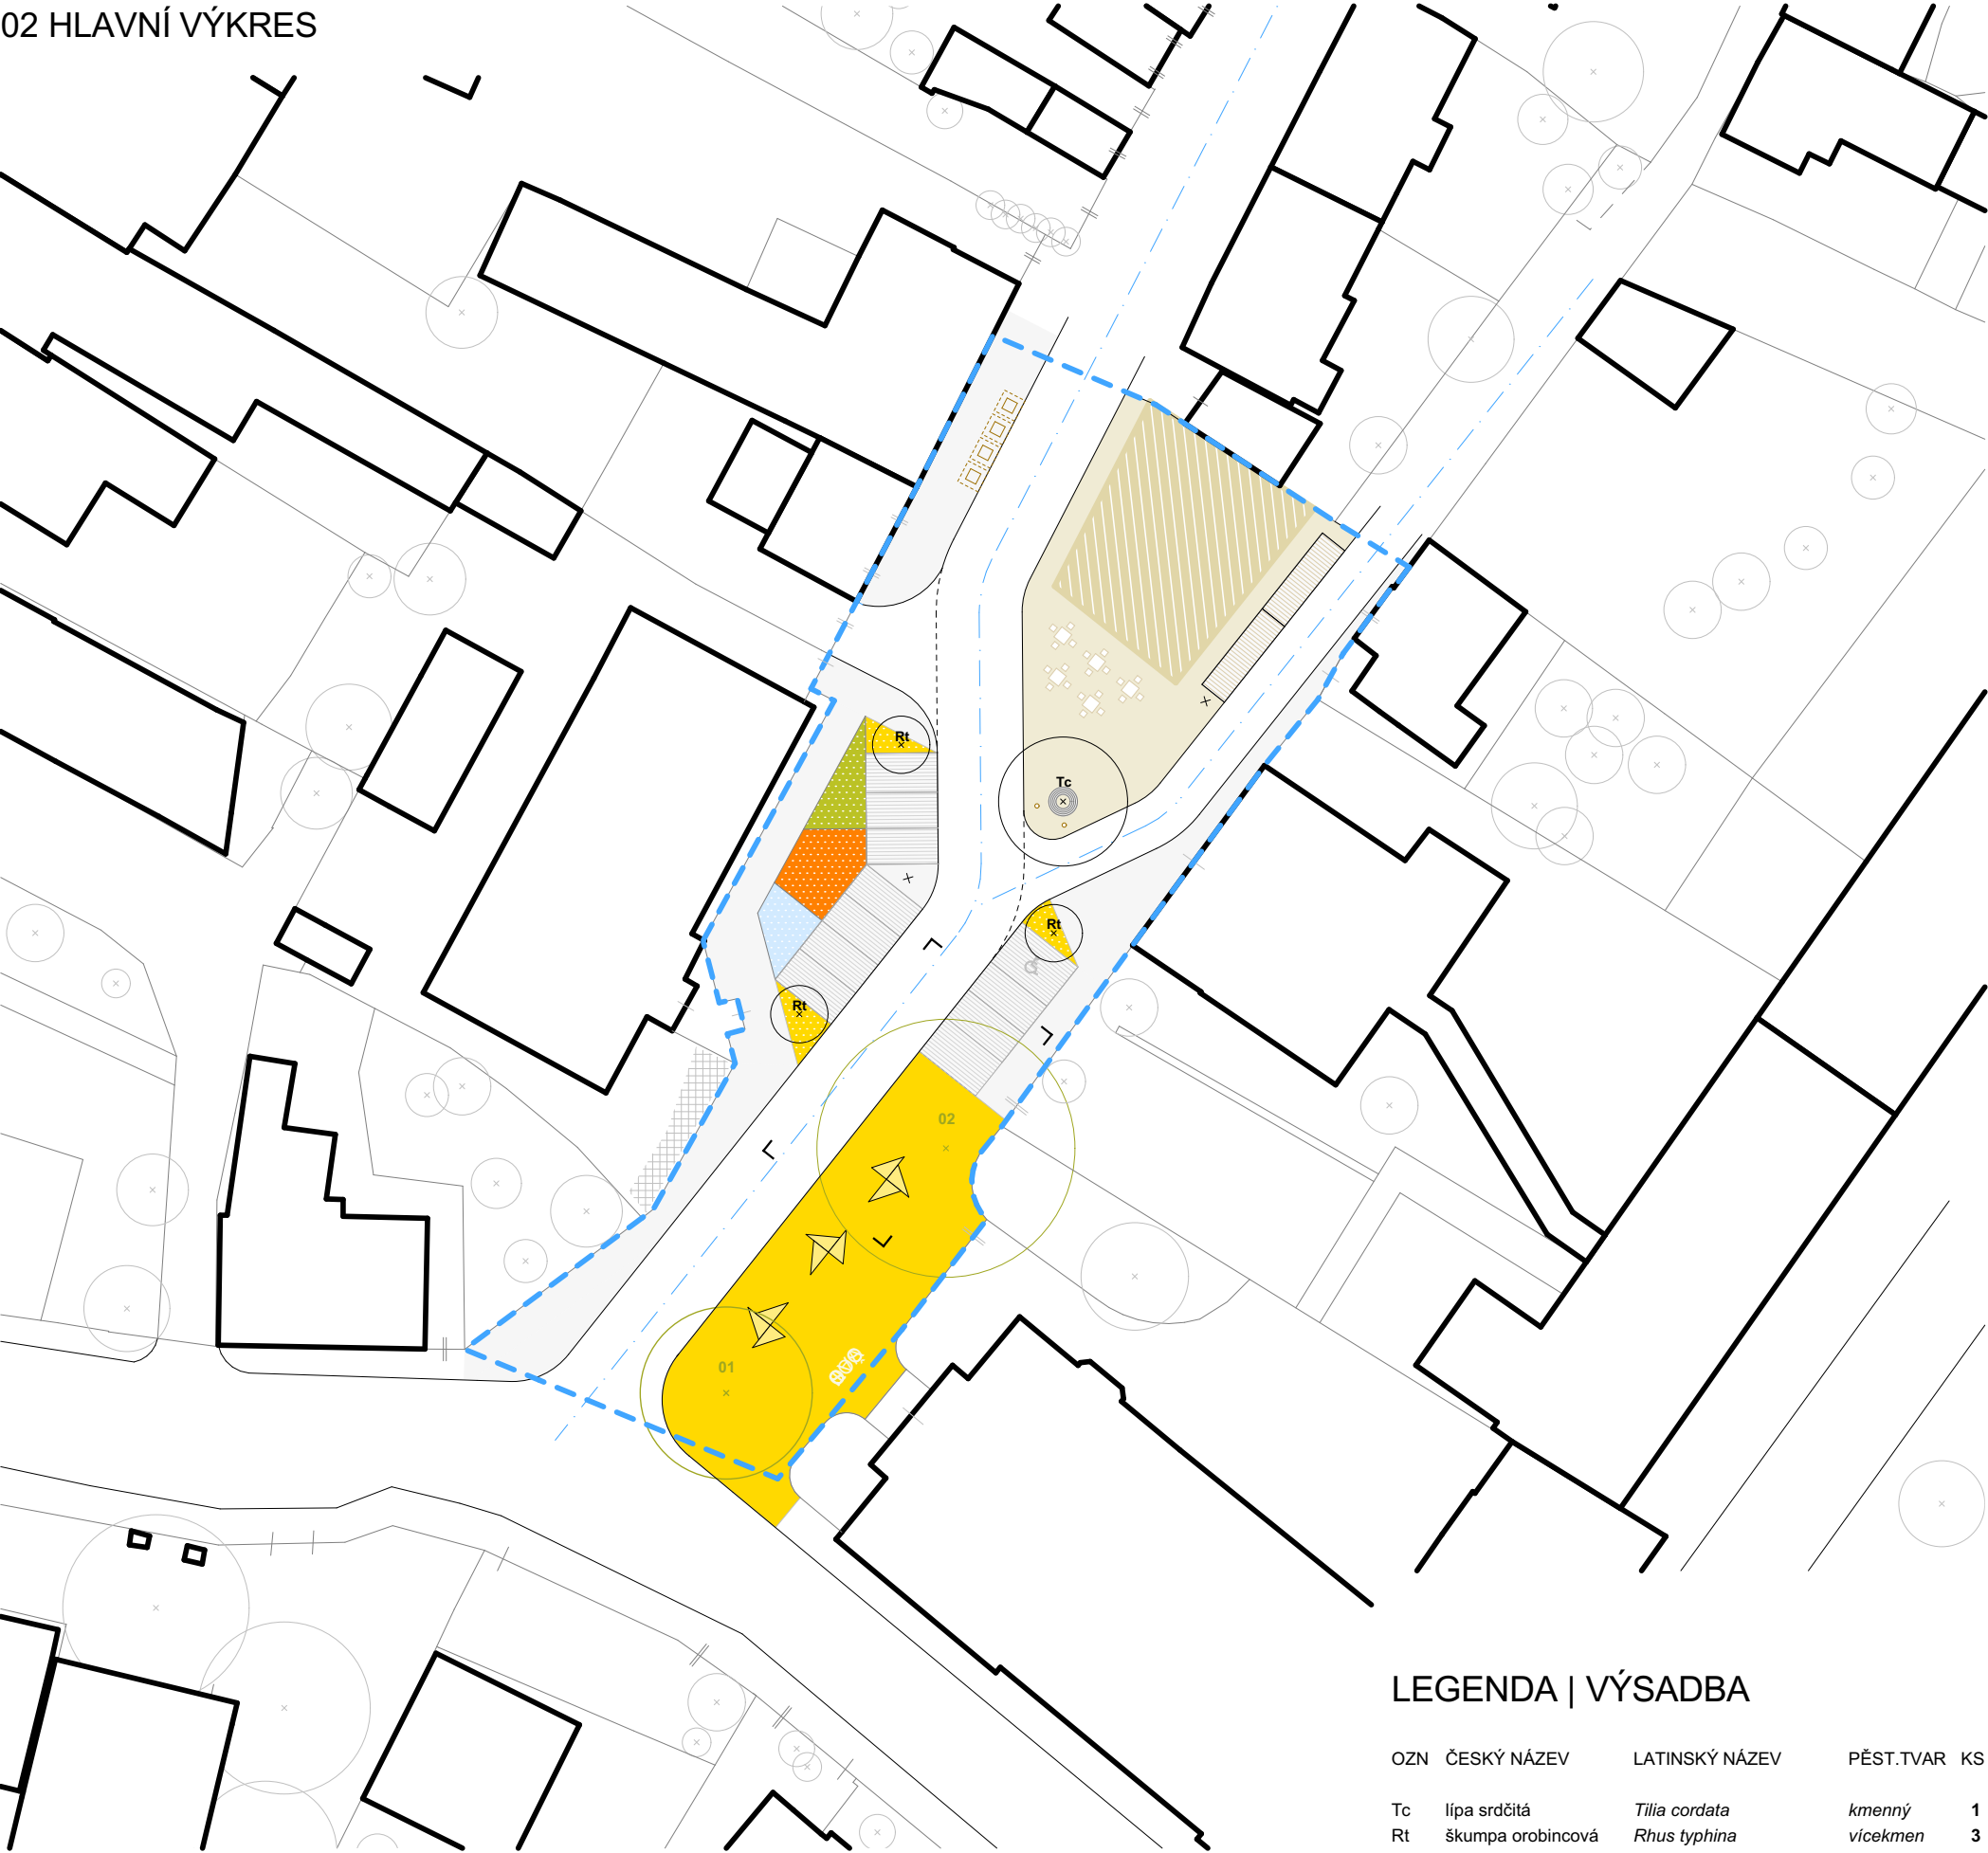 02 HLAVNÍ VÝKRES
Rt
Tc
Rt
Rt
02
01
LEGENDA | VÝSADBA
OZN ČESKÝ NÁZEV LATINSKÝ NÁZEV PĚST.TVAR KS
Tc lípa srdčitá Tilia cordata kmenný 1
Rt škumpa orobincová Rhus typhina vícekmen 3